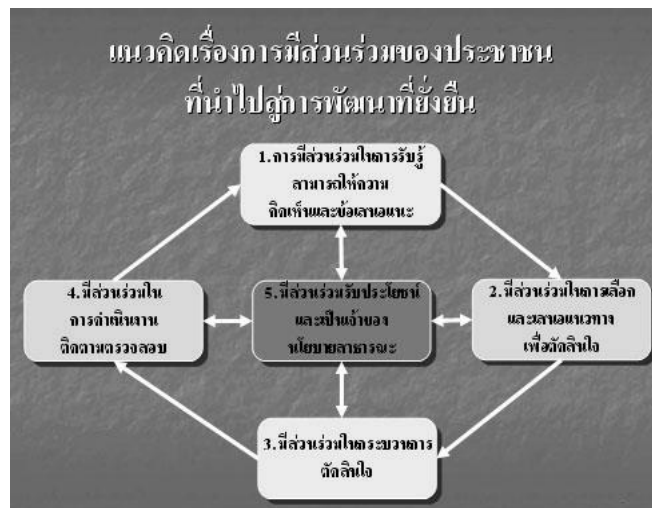 แนวคิดเรื่องการมีส่วนร่วมของประชาชน
ที่นำไปสู่การพัฒนาที่ยั่งยืน
1.การมีส่วนร่วมในการรับรู้
สามารถให้ความ
คิดเห็นและข้อเสนอแนะ
2.มีส่วนร่วมในการเลือก
และเสนอแนวทาง
เพื่อตัดสินใจ
3.มีส่วนร่วมในกระบวนการ
ตัดสินใจ
4.มีส่วนร่วมใน
การดำเนินงาน
ติดตามตรวจสอบ
5.มีส่วนร่วมรับประโยชน์
และเป็นเจ้าของ
นโยบายสาธารณะ